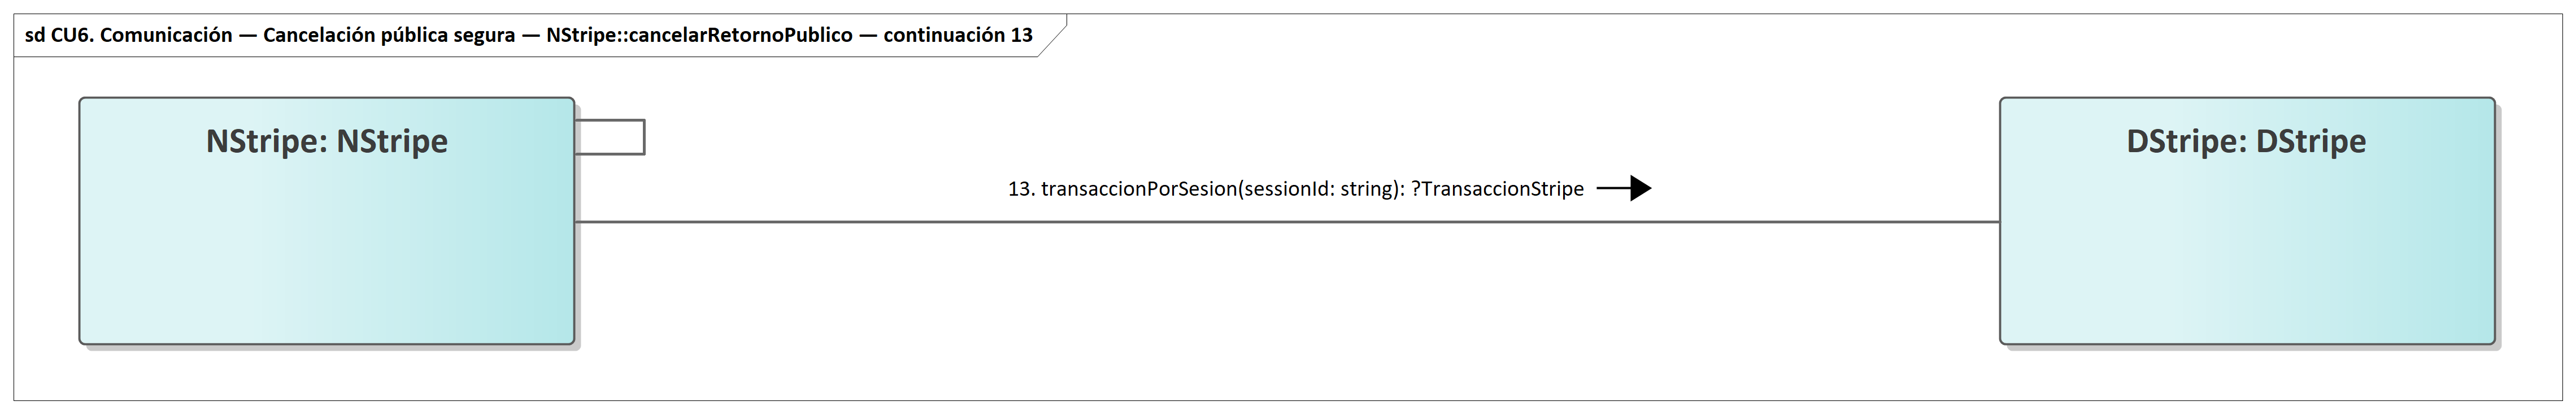 sd CU6. Comunicación — Cancelación pública segura — NStripe::cancelarRetornoPublico — continuación 13
NStripe: NStripe
DStripe: DStripe
13. transaccionPorSesion(sessionId: string): ?TransaccionStripe